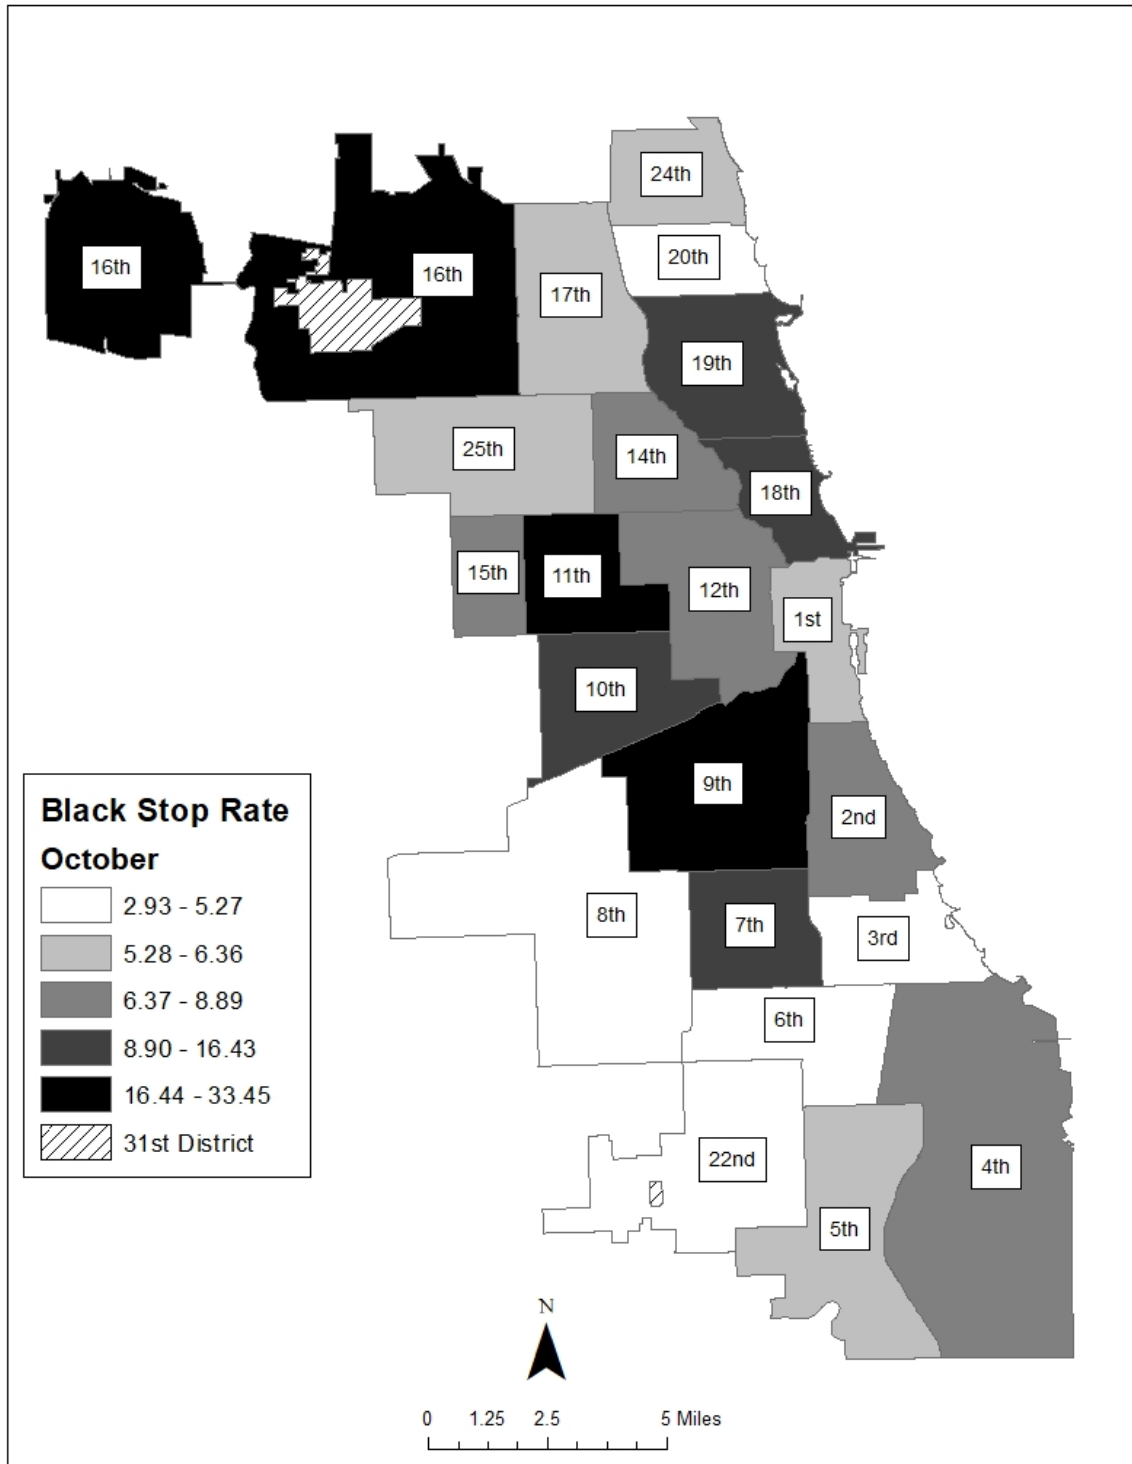 24th
20th
16th
16th
17th
19th
25th
14th
18th
15th
11th
12th
1st
10th
9th
2nd
8th
7th
3rd
6th
22nd
4th
5th
Black Stop Rate
October
2.93 - 5.27
5.28 - 6.36
6.37 - 8.89
8.90 - 16.43
16.44 - 33.45
31st District
N
0 1.25 2.5 5 Miles